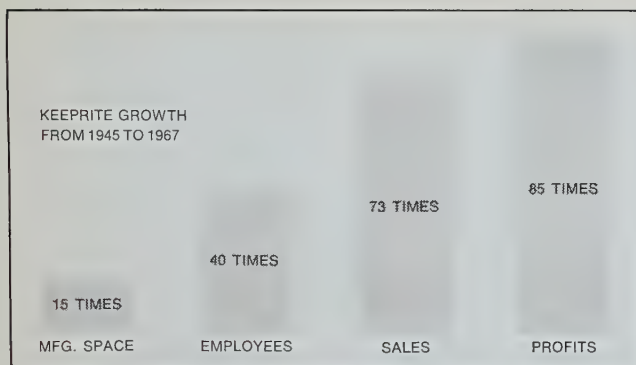 KEEPRITE GROWTH
FROM 1945 TO 1967
85 TIMES
73 TIMES
40 TIMES
15 TIMES
MFG. SPACE EMPLOYEES SALES PROFITS